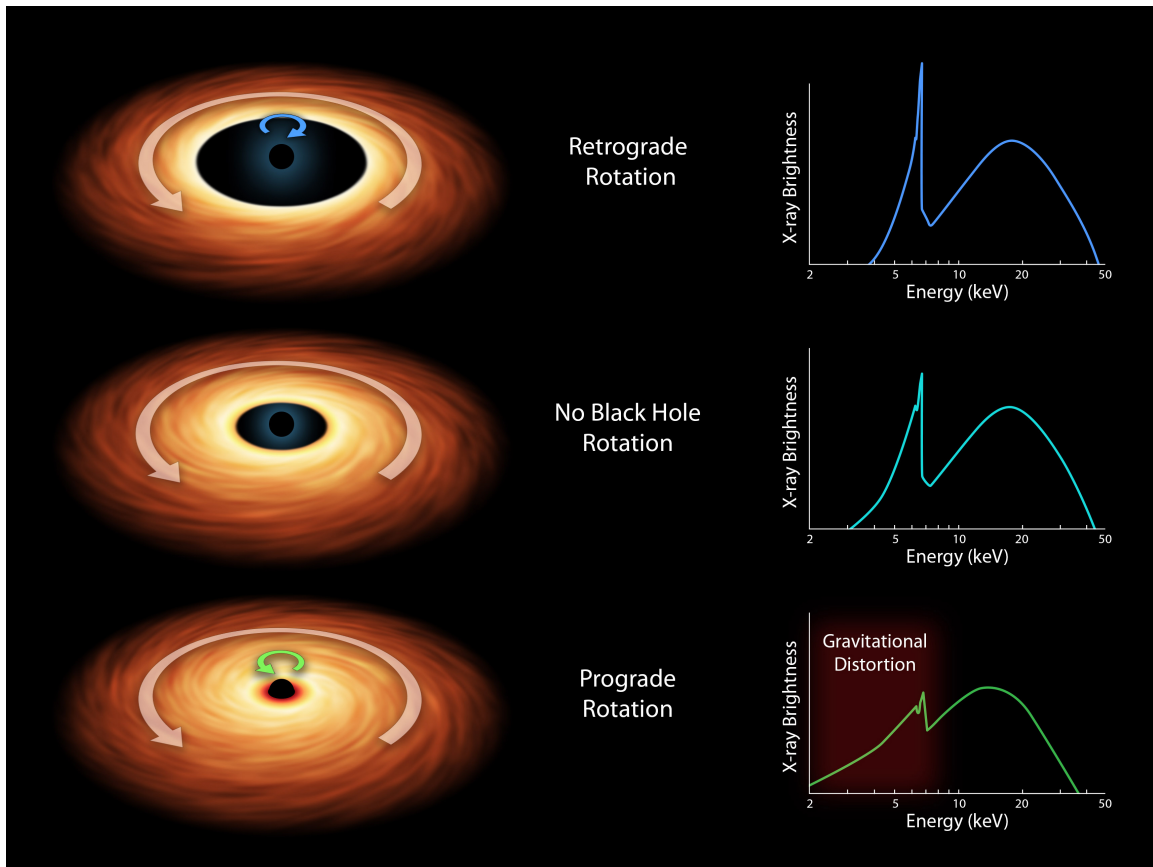 Retrograde
Rotation
X-ray Brightness
2 5 10 20 50
Energy (keV)
No Black Hole
Rotation
X-ray Brightness
2 5 10 20 50
Energy (keV)
Prograde
Rotation
Gravitational
Distortion
X-ray Brightness
2 5 10 20 50
Energy (keV)